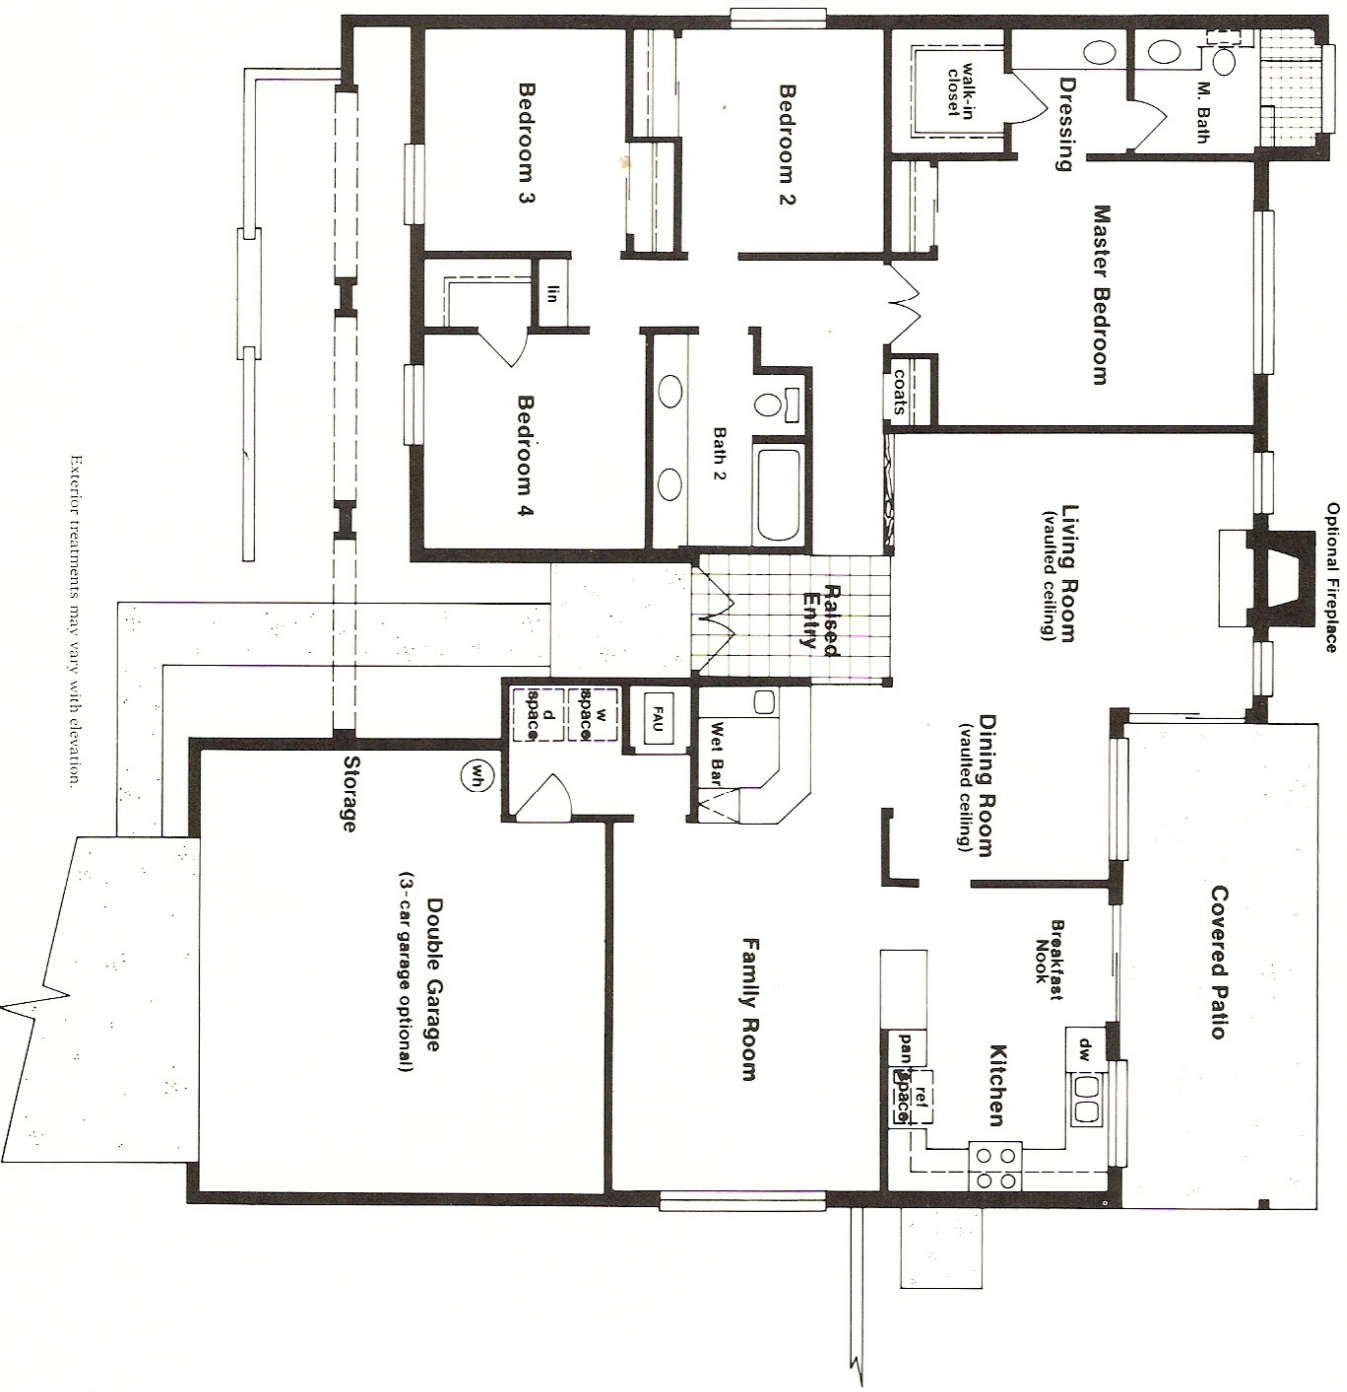 Optional Fireplace
M. Bath
Covered Patio
Master Bedroom
Dressing
Living Room
(vaulted ceiling)
dw
Breakfast
Nook
Kitchen
Dining Room
(vaulted ceiling)
walk-in
closet
coats
pan
ref
space
Raised
Entry
Bedroom 2
Family Room
Bath 2
Wet Bar
FAU
w
space
d
space
lin
Bedroom 3
Bedroom 4
wh
Double Garage
(3-car garage optional)
Storage
Exterior treatments may vary with elevation.